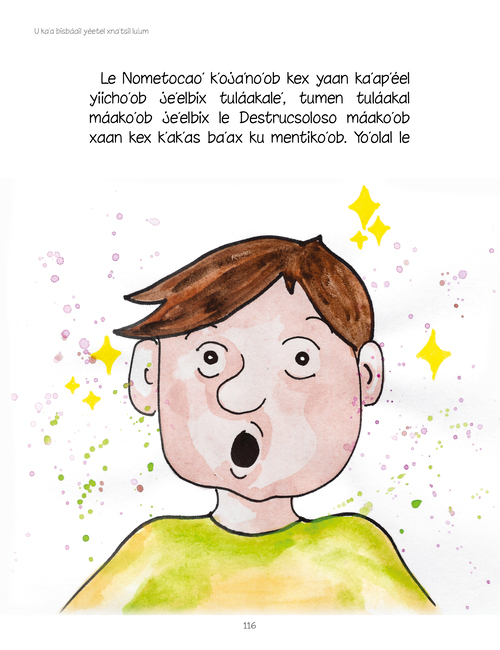 U ka'a bisbáail yéetel xna'tsil lu'um
Le Nometocao' k'oja'no'ob kex yaan ka'ap'éel
yiicho'ob je'elbix tuláakale', tumen tuláakal
máako'ob je'elbix le Destrucsoloso máako'ob
xaan kex k'ak'as ba'ax ku mentiko'ob. Yo'olal le
116